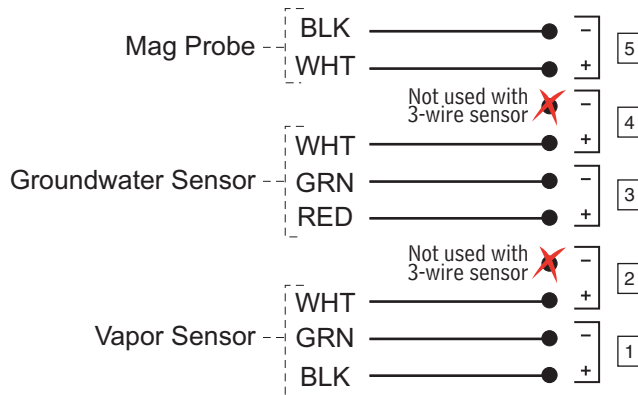 Mag Probe
BLK
WHT
-
+
5
Not used with
3-wire sensor
-
+
4
Groundwater Sensor
WHT
GRN
RED
-
+
3
Not used with
3-wire sensor
-
+
2
Vapor Sensor
WHT
GRN
BLK
-
+
1